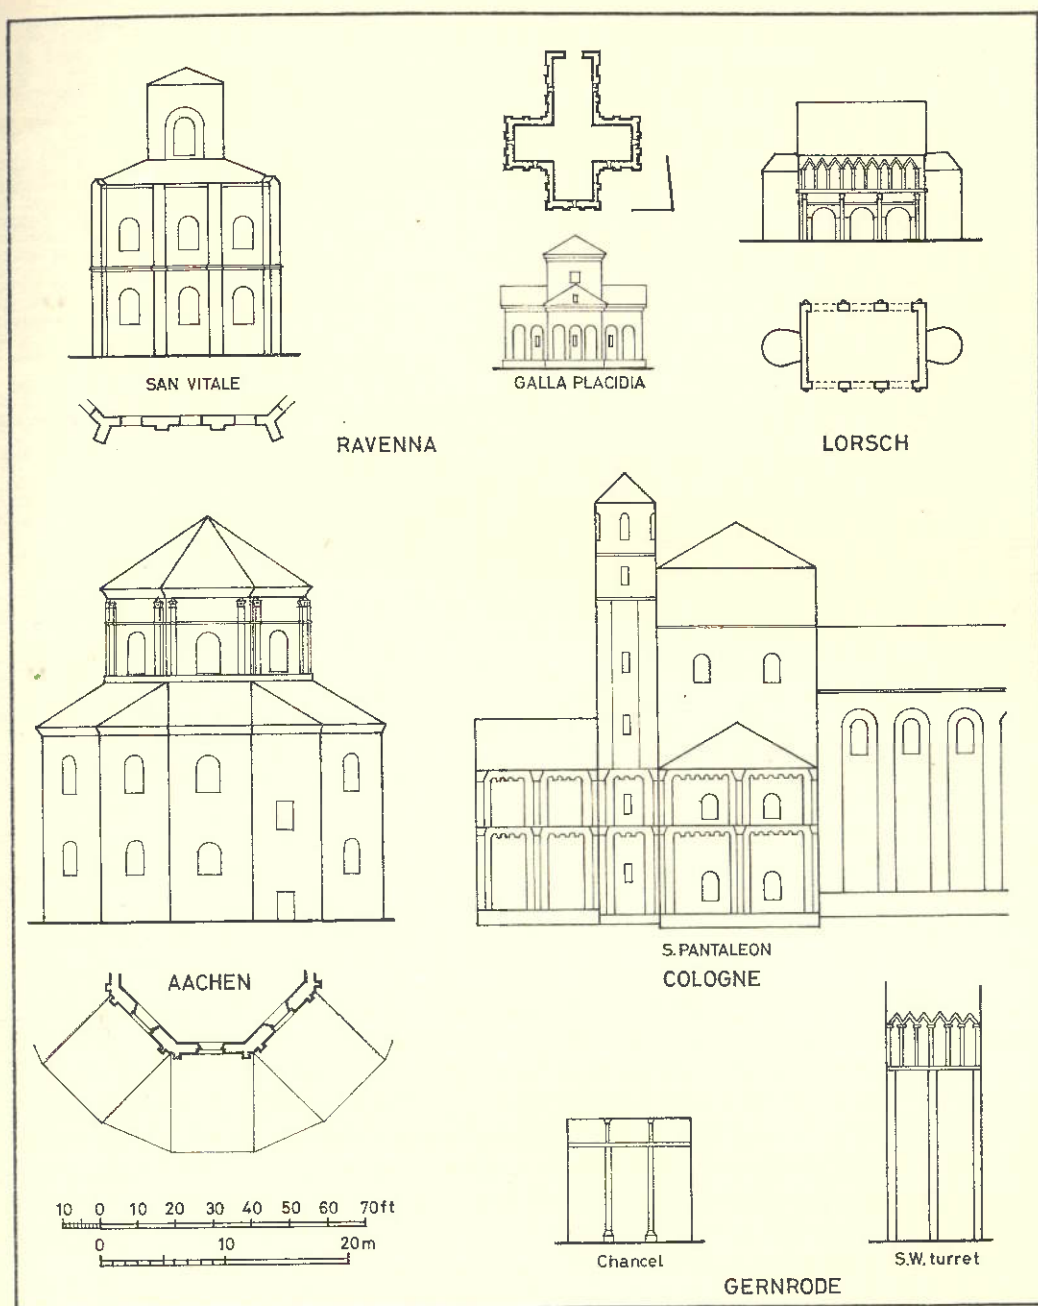 SAN VITALE
GALLA PLACIDIA
RAVENNA
LORSCH
AACHEN
S. PANTALEON
COLOGNE
10 0 10 20 30 40 50 60 70ft
0 10 20m
Chancel
S.W. turret
GERNRODE